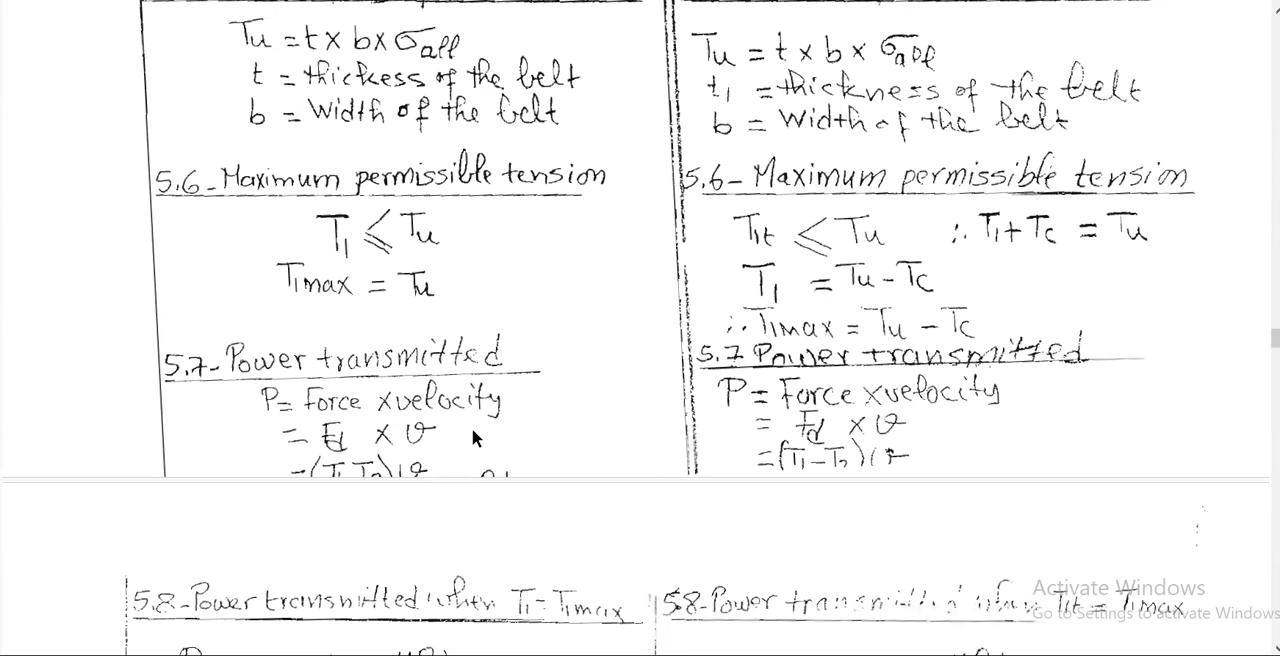 Tu = t x b x σall
t = thickess of the belt
b = Width of the belt
5.6-Maximum permissible tension
T1 ≤ Tu
T1max = Tu
5.7-Power transmitted
P = Force x velocity
= Fd x v
=(T1-T2)v
Tu = t x b x σall
t1 = thickness of the belt
b = Width of the belt
5.6- Maximum permissible tension
T1t ≤ Tu ∴ T1 + Tc = Tu
T1 = Tu - Tc
∴ T1max = Tu - Tc
5.7 Power transmitted
P = Force x velocity
= Fd x v
=(T1-T2)v
5.8-Power transmitted when T1 = T1max
5.8-Power transmitted when T1t = T1max
Activate Windows
Go to Settings to activate Windows